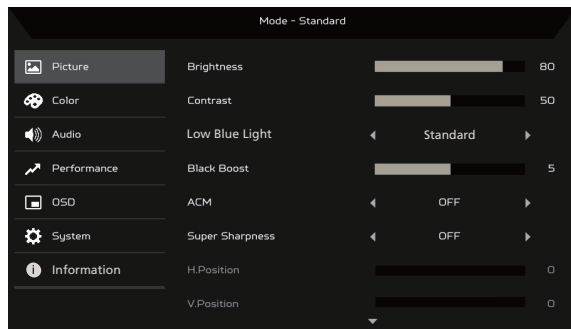 Mode - Standard
Picture
Brightness 80
Color
Contrast 50
Audio
Low Blue Light Standard
Performance
Black Boost 5
OSD
ACM OFF
System
Super Sharpness OFF
Information
H.Position 0
V.Position 0